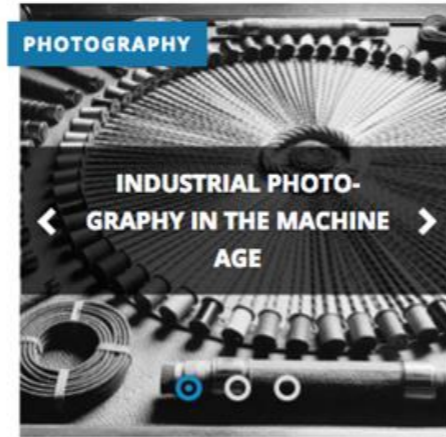 PHOTOGRAPHY
INDUSTRIAL PHOTO-
GRAPHY IN THE MACHINE
AGE